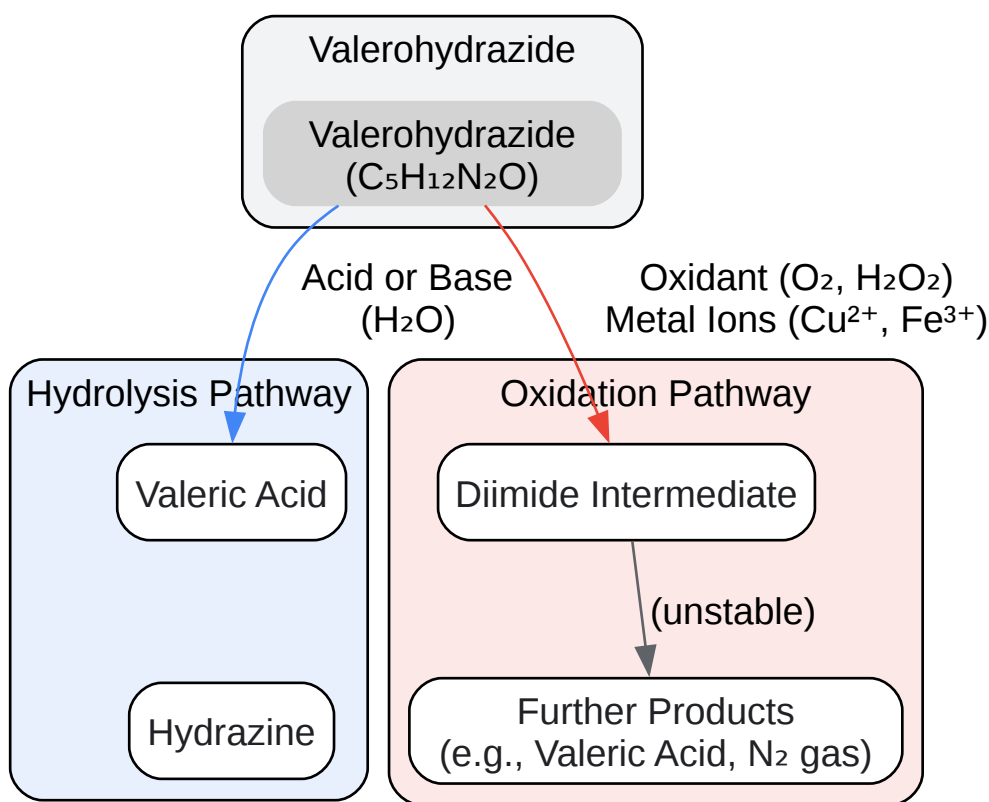 Valerohydrazide
Valerohydrazide
(C₅H₁₂N₂O)
Acid or Base
(H₂O)
Oxidant (O₂, H₂O₂)
Metal Ions (Cu²⁺, Fe³⁺)
Hydrolysis Pathway
Valeric Acid
Hydrazine
Oxidation Pathway
Diimide Intermediate
(unstable)
Further Products
(e.g., Valeric Acid, N₂ gas)